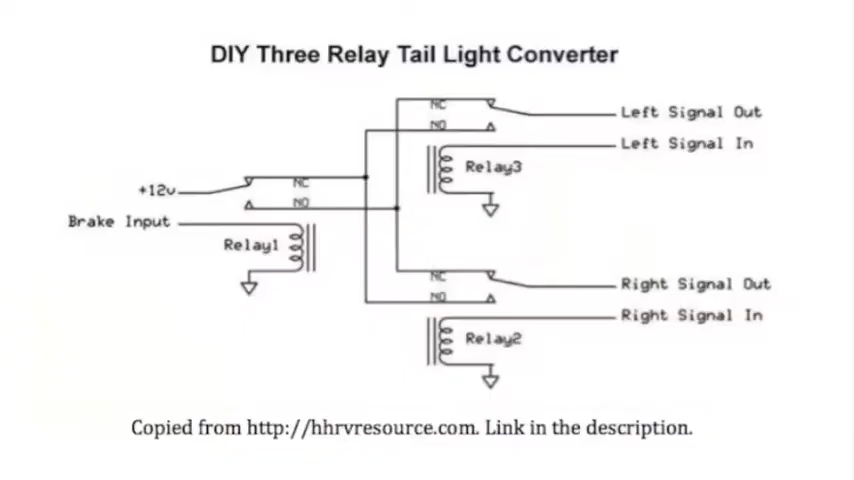 DIY Three Relay Tail Light Converter
NC
Left Signal Out
NO
Left Signal In
Relay3
+12v
NC
NO
Brake Input
Relay1
NC
Right Signal Out
NO
Right Signal In
Relay2
Copied from http://hhrvresource.com. Link in the description.